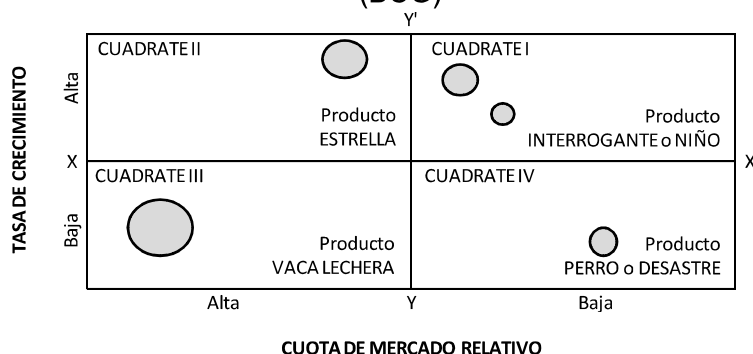 (BCG)
Y'
CUADRATE II
CUADRATE I
TASA DE CRECIMIENTO
Alta
Producto
ESTRELLA
Producto
INTERROGANTE o NIÑO
X
X
CUADRATE III
CUADRATE IV
Baja
Producto
VACA LECHERA
Producto
PERRO o DESASTRE
Alta
Y
Baja
CUOTA DE MERCADO RELATIVO